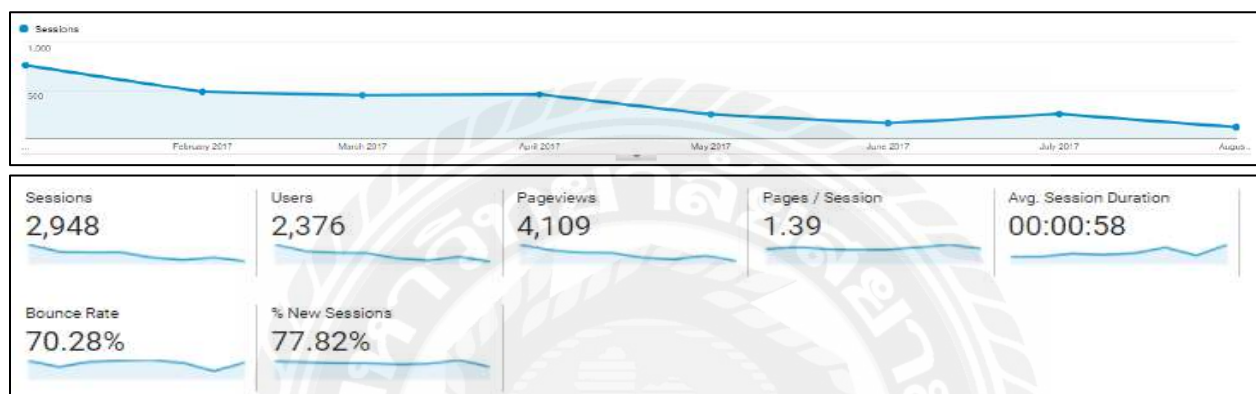 Sessions
1,000
500
... February 2017 March 2017 April 2017 May 2017 June 2017 July 2017 Augus...
Sessions Users Pageviews Pages / Session Avg. Session Duration
2,948 2,376 4,109 1.39 00:00:58
Bounce Rate % New Sessions
70.28% 77.82%